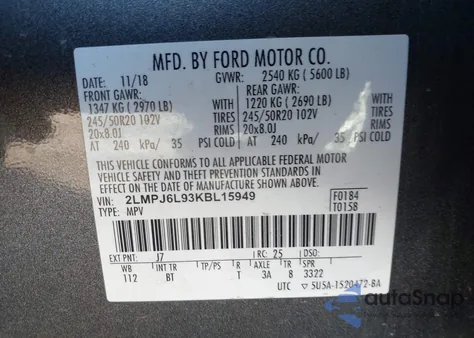 MFD. BY FORD MOTOR CO.
DATE: 11/18 GVWR: 2540 KG ( 5600 LB)
FRONT GAWR: REAR GAWR:
1347 KG ( 2970 LB) 1220 KG ( 2690 LB)
245/50R20 102V TIRES 245/50R20 102V
20x8.0J RIMS 20x8.0J
AT 240 kPa/ 35 PSI COLD AT 240 kPa/ 35 PSI COLD
THIS VEHICLE CONFORMS TO ALL APPLICABLE FEDERAL MOTOR
VEHICLE SAFETY AND THEFT PREVENTION STANDARDS IN
EFFECT ON THE DATE OF MANUFACTURE SHOWN ABOVE.
VIN: 2LMPJ6L93KBL15949 F0184
TYPE: MPV T0158
EXT PNT: J7 RC: 25 DSO:
WB INT TR TP/PS R AXLE TR SPR
112 BT T 3A 8 3322
UTC ▽ 5U5A-1520472-BA
autoSnap